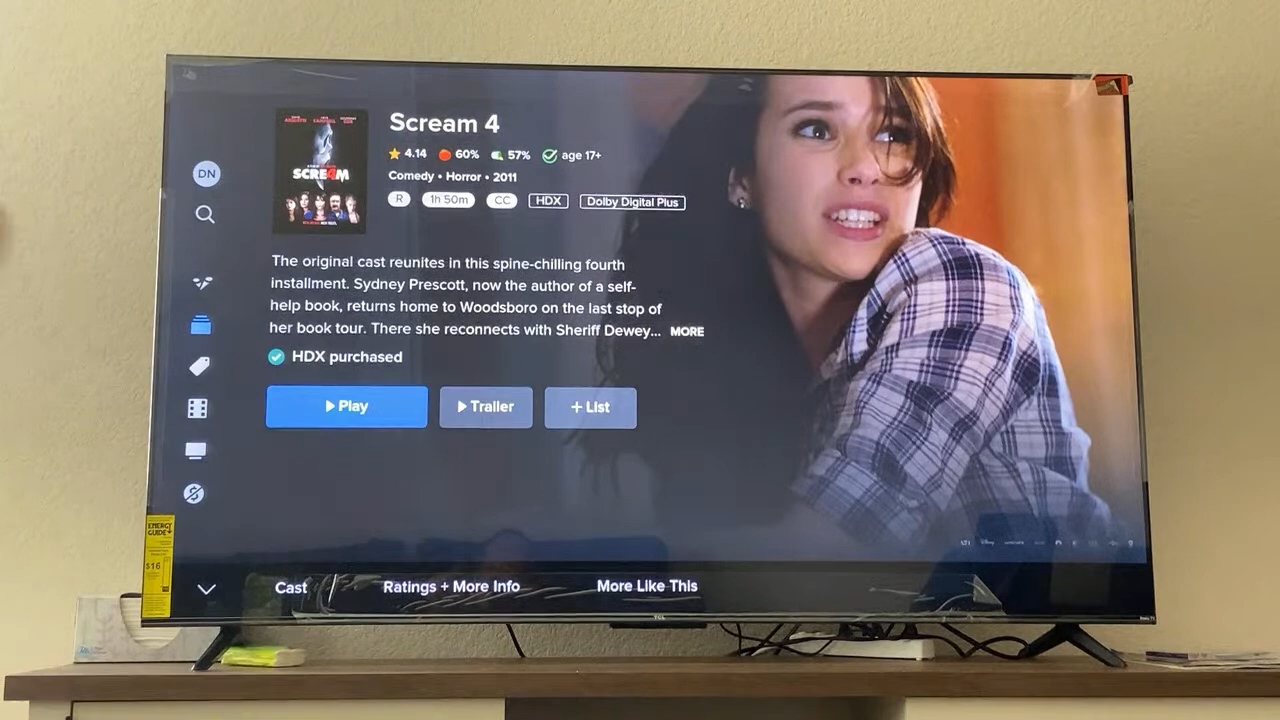 Scream 4
4.14 60% 57% age 17+
Comedy • Horror • 2011
R 1h 50m CC HDX Dolby Digital Plus
DN
SCRE4M
The original cast reunites in this spine-chilling fourth
installment. Sydney Prescott, now the author of a self-
help book, returns home to Woodsboro on the last stop of
her book tour. There she reconnects with Sheriff Dewey... MORE
HDX purchased
Play Trailer + List
ENERGY
GUIDE
$16
Cast Ratings + More Info More Like This
TCL